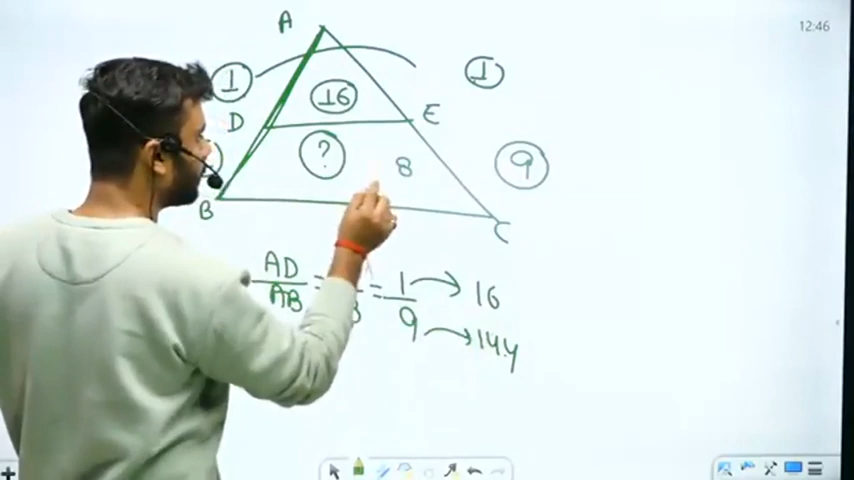 12:46
A
1
1
16
D
E
?
8
9
B
C
AD/AB = = 1/9 → 16
→ 144